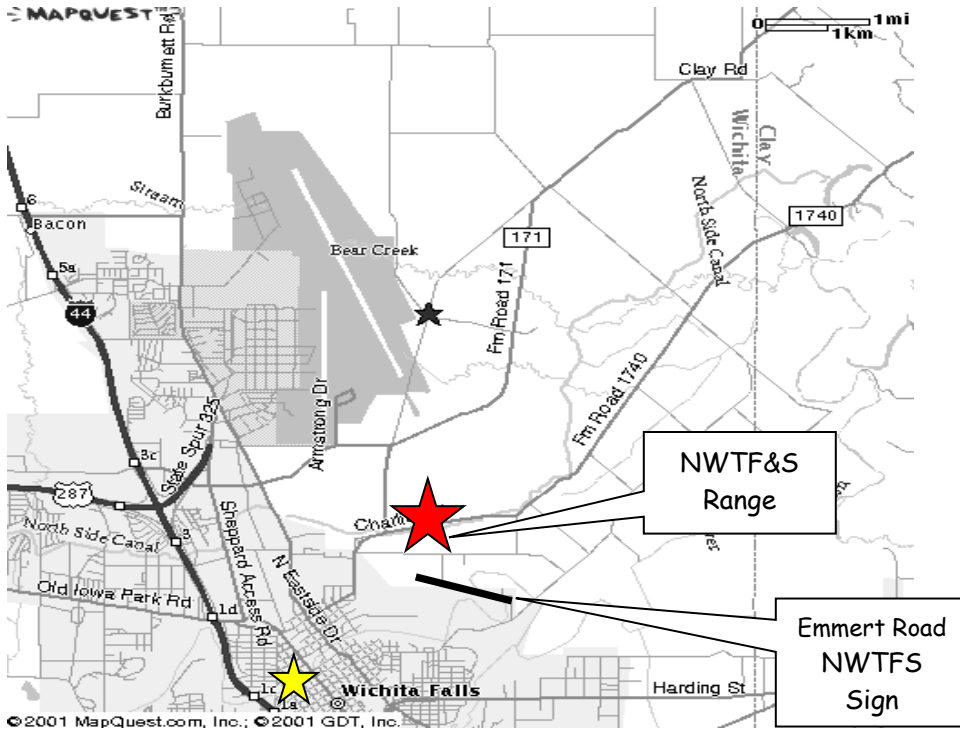 MAPQUEST
0 1mi
1km
Burkburnett Rd
Clay Rd
Clay
Wichita
Stream
6
Bacon
5a
44
Bear Creek
171
Fm Road 171
North Side Canal
1740
Fm Road 1740
Armstrong Dr
State Spur 325
3c
287
North Side Canal
3
Sheppard Access Rd
N Eastside Dr
Old Iowa Park Rd
1d
1c
1a
Wichita Falls
Harding St
NWTF&S
Range
Emmert Road
NWTFS
Sign
©2001 MapQuest.com, Inc.; ©2001 GDT, Inc.